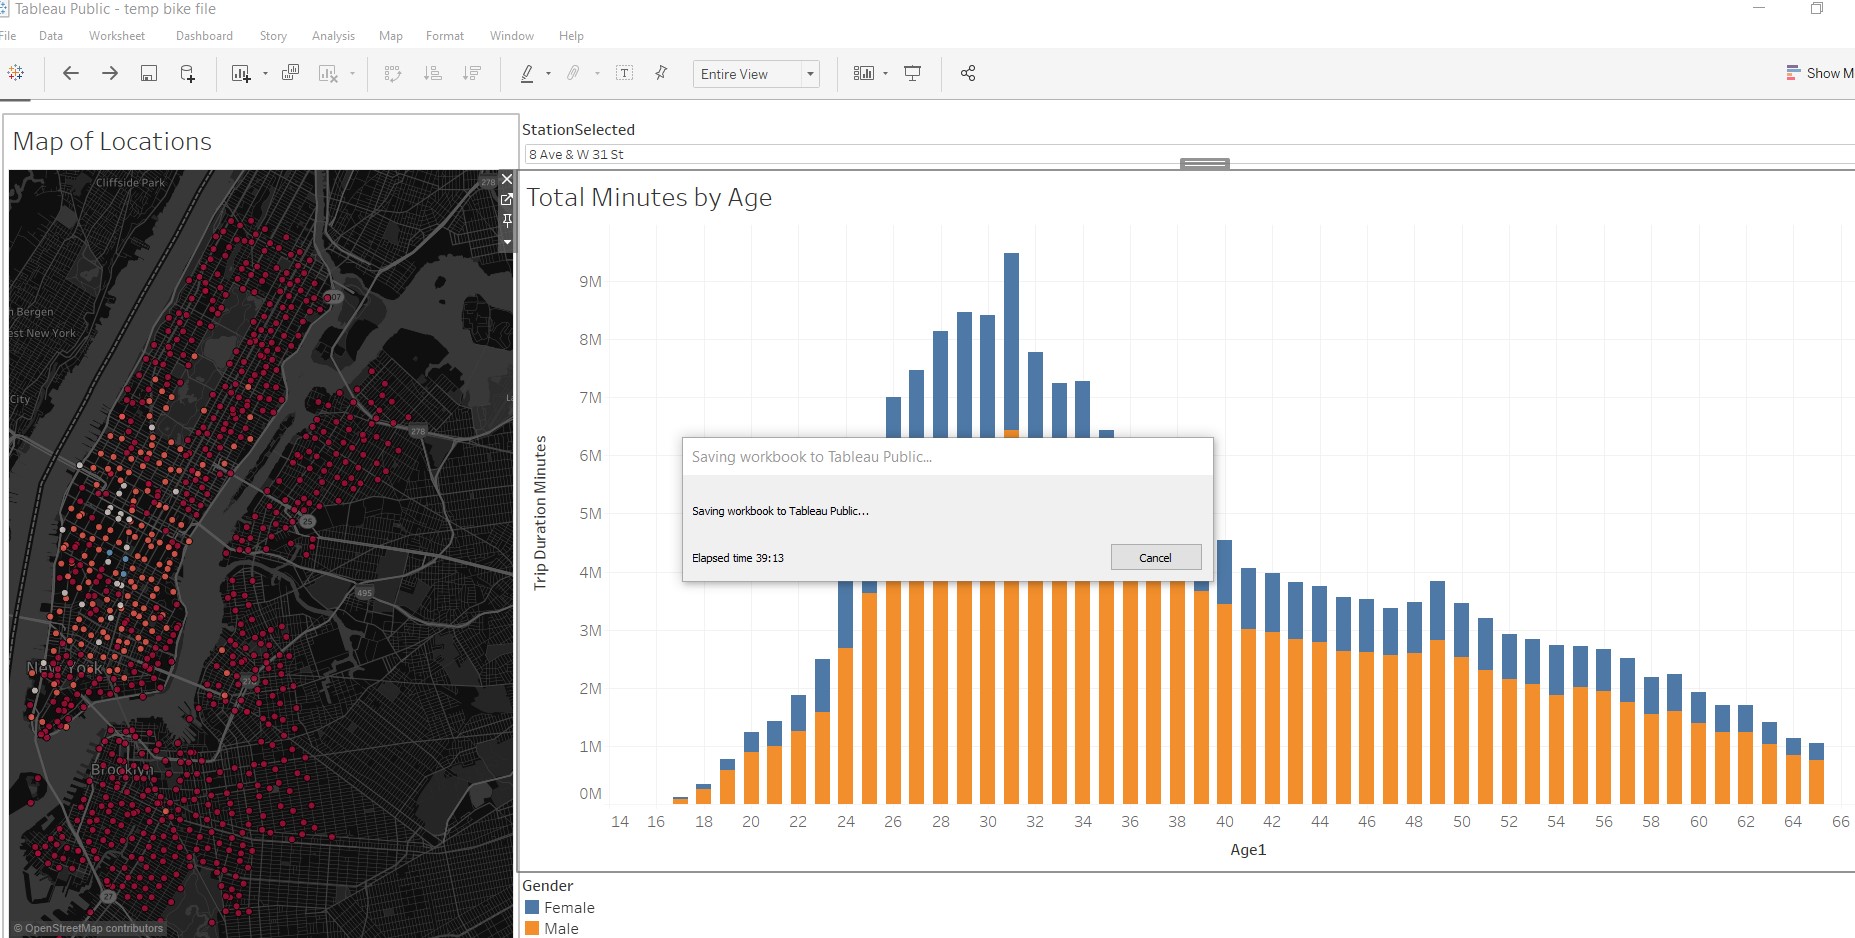 Tableau Public - temp bike file
File Data Worksheet Dashboard Story Analysis Map Format Window Help
Entire View
Show M
Map of Locations
StationSelected
8 Ave & W 31 St
Total Minutes by Age
Cliffside Park
278
907
Bergen
est New York
City
278
25
495
New York
Brooklyn
27
© OpenStreetMap contributors
Trip Duration Minutes
9M
8M
7M
6M
5M
4M
3M
2M
1M
0M
Saving workbook to Tableau Public...
Saving workbook to Tableau Public...
Elapsed time 39:13
Cancel
14 16 18 20 22 24 26 28 30 32 34 36 38 40 42 44 46 48 50 52 54 56 58 60 62 64 66
Age1
Gender
Female
Male